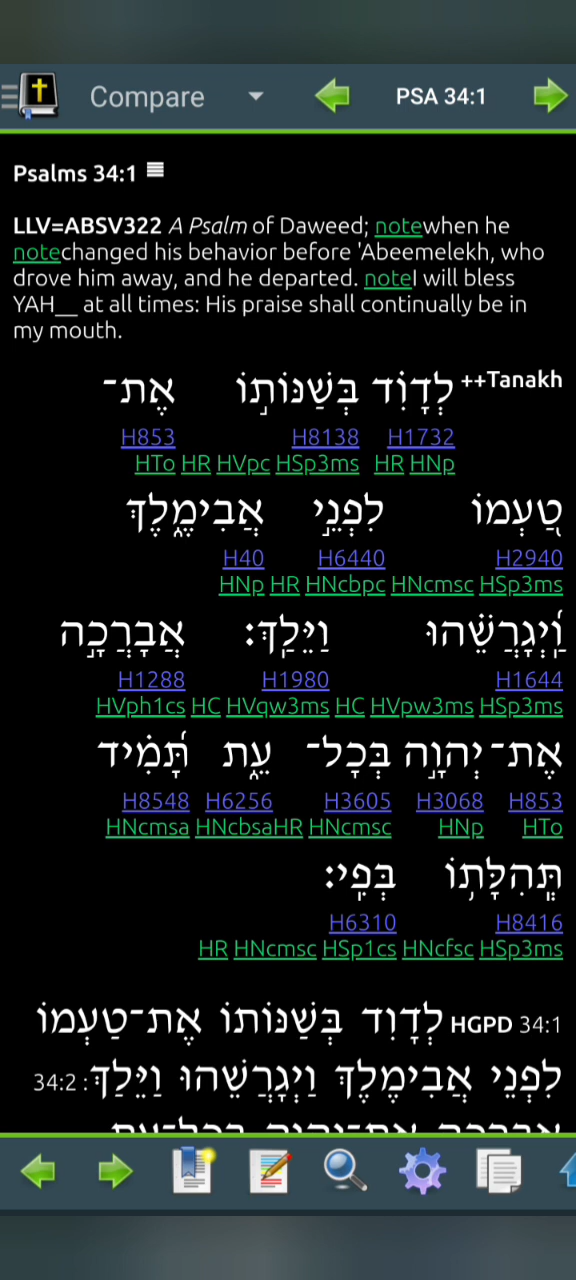 Compare
PSA 34:1
Psalms 34:1
LLV=ABSV322 A Psalm of Daweed; notewhen he
notechanged his behavior before 'Abeemelekh, who
drove him away, and he departed. noteI will bless
YAH__ at all times: His praise shall continually be in
my mouth.
++Tanakh לְדָוִ֗ד בְּשַׁנּוֹת֣וֹ אֶת־
H1732 H8138 H853
HTo HR HVpc HSp3ms HR HNp
טַ֭עְמוֹ לִפְנֵ֣י אֲבִימֶ֑לֶךְ
H2940 H6440 H40
HNp HR HNcbpc HNcmsc HSp3ms
וַֽ֝יְגָרֲשֵׁ֗הוּ וַיֵּלַֽךְ׃ אֲבָרֲכָ֣ה
H1644 H1980 H1288
HVph1cs HC HVqw3ms HC HVpw3ms HSp3ms
אֶת־ יְהוָ֣ה בְּכָל־ עֵ֑ת תָּ֝מִ֗יד
H853 H3068 H3605 H6256 H8548
HNcmsa HNcbsaHR HNcmsc HNp HTo
תְּֽהִלָּת֥וֹ בְּפִֽי׃
H8416 H6310
HR HNcmsc HSp1cs HNcfsc HSp3ms
HGPD 34:1 לְדָוִד בְּשַׁנּוֹתוֹ אֶת־טַעְמוֹ
לִפְנֵי אֲבִימֶלֶךְ וַיְגָרֲשֵׁהוּ וַיֵּלַךְ׃ 34:2